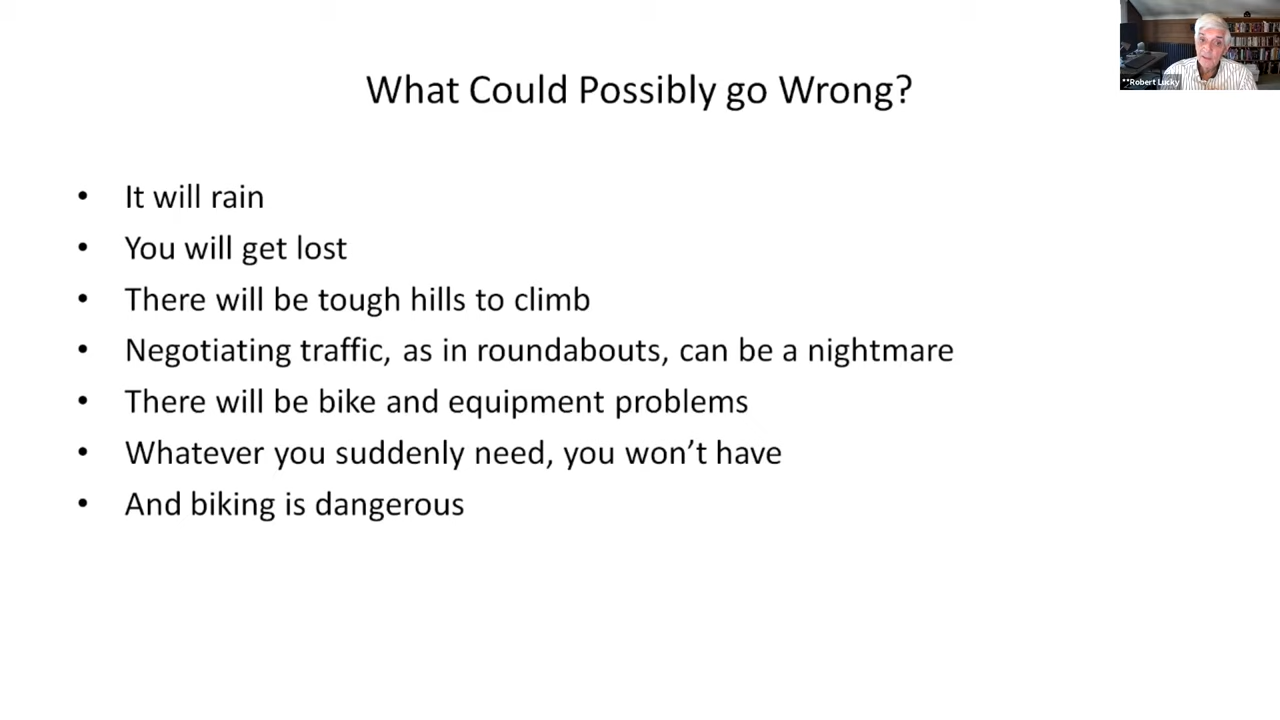 What Could Possibly go Wrong?
**Robert Lucky
• It will rain
• You will get lost
• There will be tough hills to climb
• Negotiating traffic, as in roundabouts, can be a nightmare
• There will be bike and equipment problems
• Whatever you suddenly need, you won’t have
• And biking is dangerous